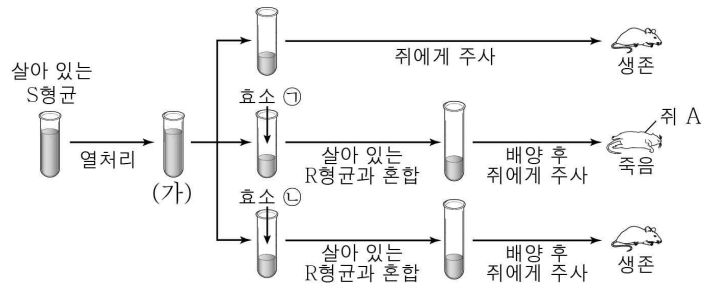 살아 있는
S형균
열처리
(가)
쥐에게 주사
생존
효소 ㉠
살아 있는
R형균과 혼합
배양 후
쥐에게 주사
쥐 A
죽음
효소 ㉡
살아 있는
R형균과 혼합
배양 후
쥐에게 주사
생존